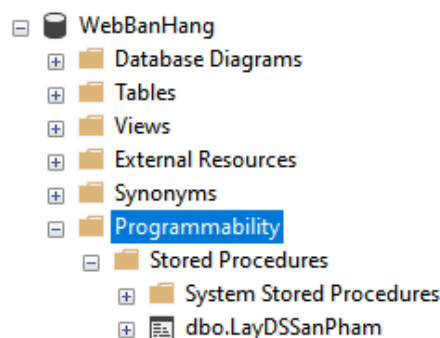 WebBanHang
Database Diagrams
Tables
Views
External Resources
Synonyms
Programmability
Stored Procedures
System Stored Procedures
dbo.LayDSSanPham